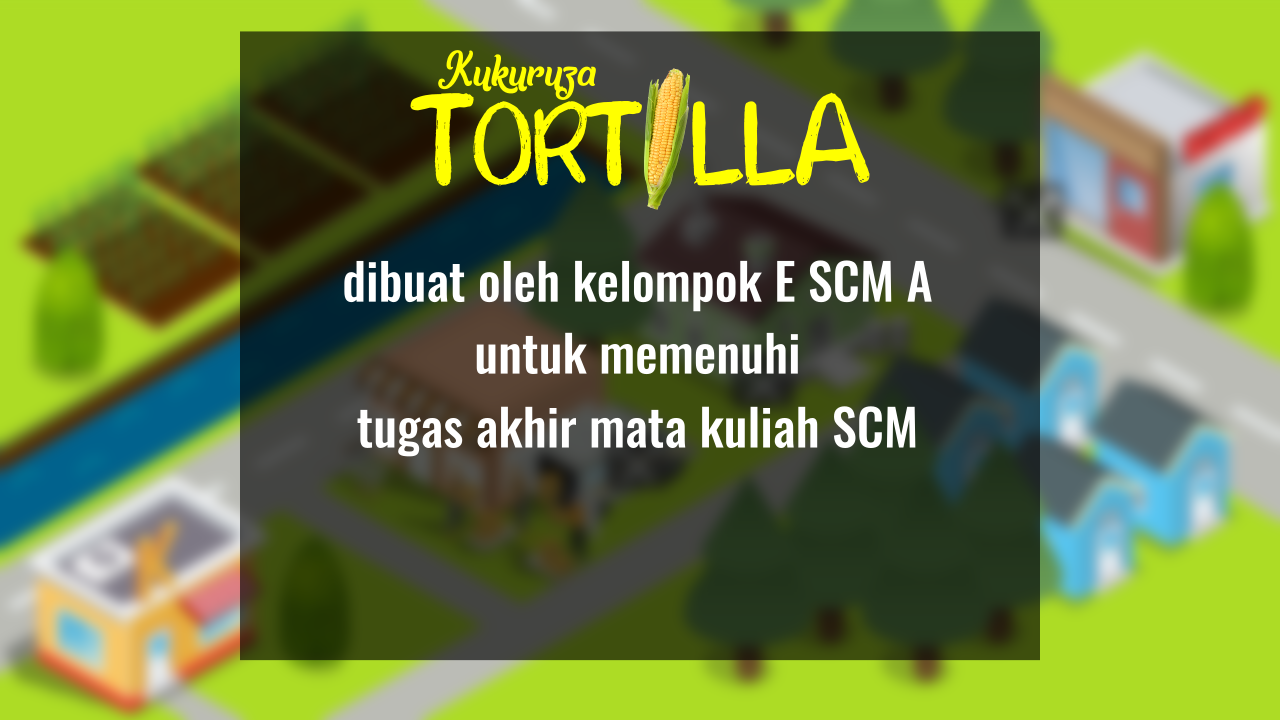 Kukuruza
TORTILLA
dibuat oleh kelompok E SCM A
untuk memenuhi
tugas akhir mata kuliah SCM